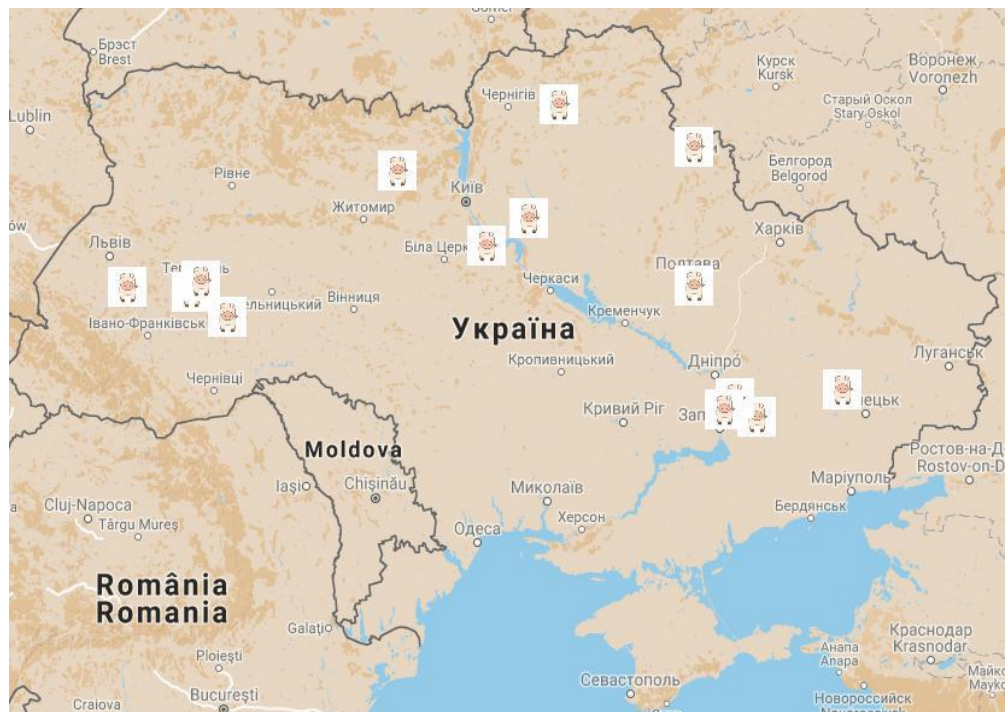 Брэст
Brest
Чернігів
Курск
Kursk
Воронеж
Voronezh
Lublin
Старый Оскол
Stary Oskol
Рівне
Київ
Белгород
Belgorod
Житомир
Харків
Львів
Біла
Полтава
Черкаси
Вінниця
Івано-Франківськ
Кременчук
Україна
Луганськ
Кропивницький
Дніпро́
Чернівці
Кривий Ріг
Moldova
Ростов-на-
Rostov-on-
Маріуполь
Iași
Chișinău
Миколаїв
Cluj-Napoca
Târgu Mureș
Херсон
Бердянськ
Одеса
România
Romania
Galați
Краснодар
Krasnodar
Анапа
Anapa
Ploiești
Севастополь
București
Новороссийск
Craiova